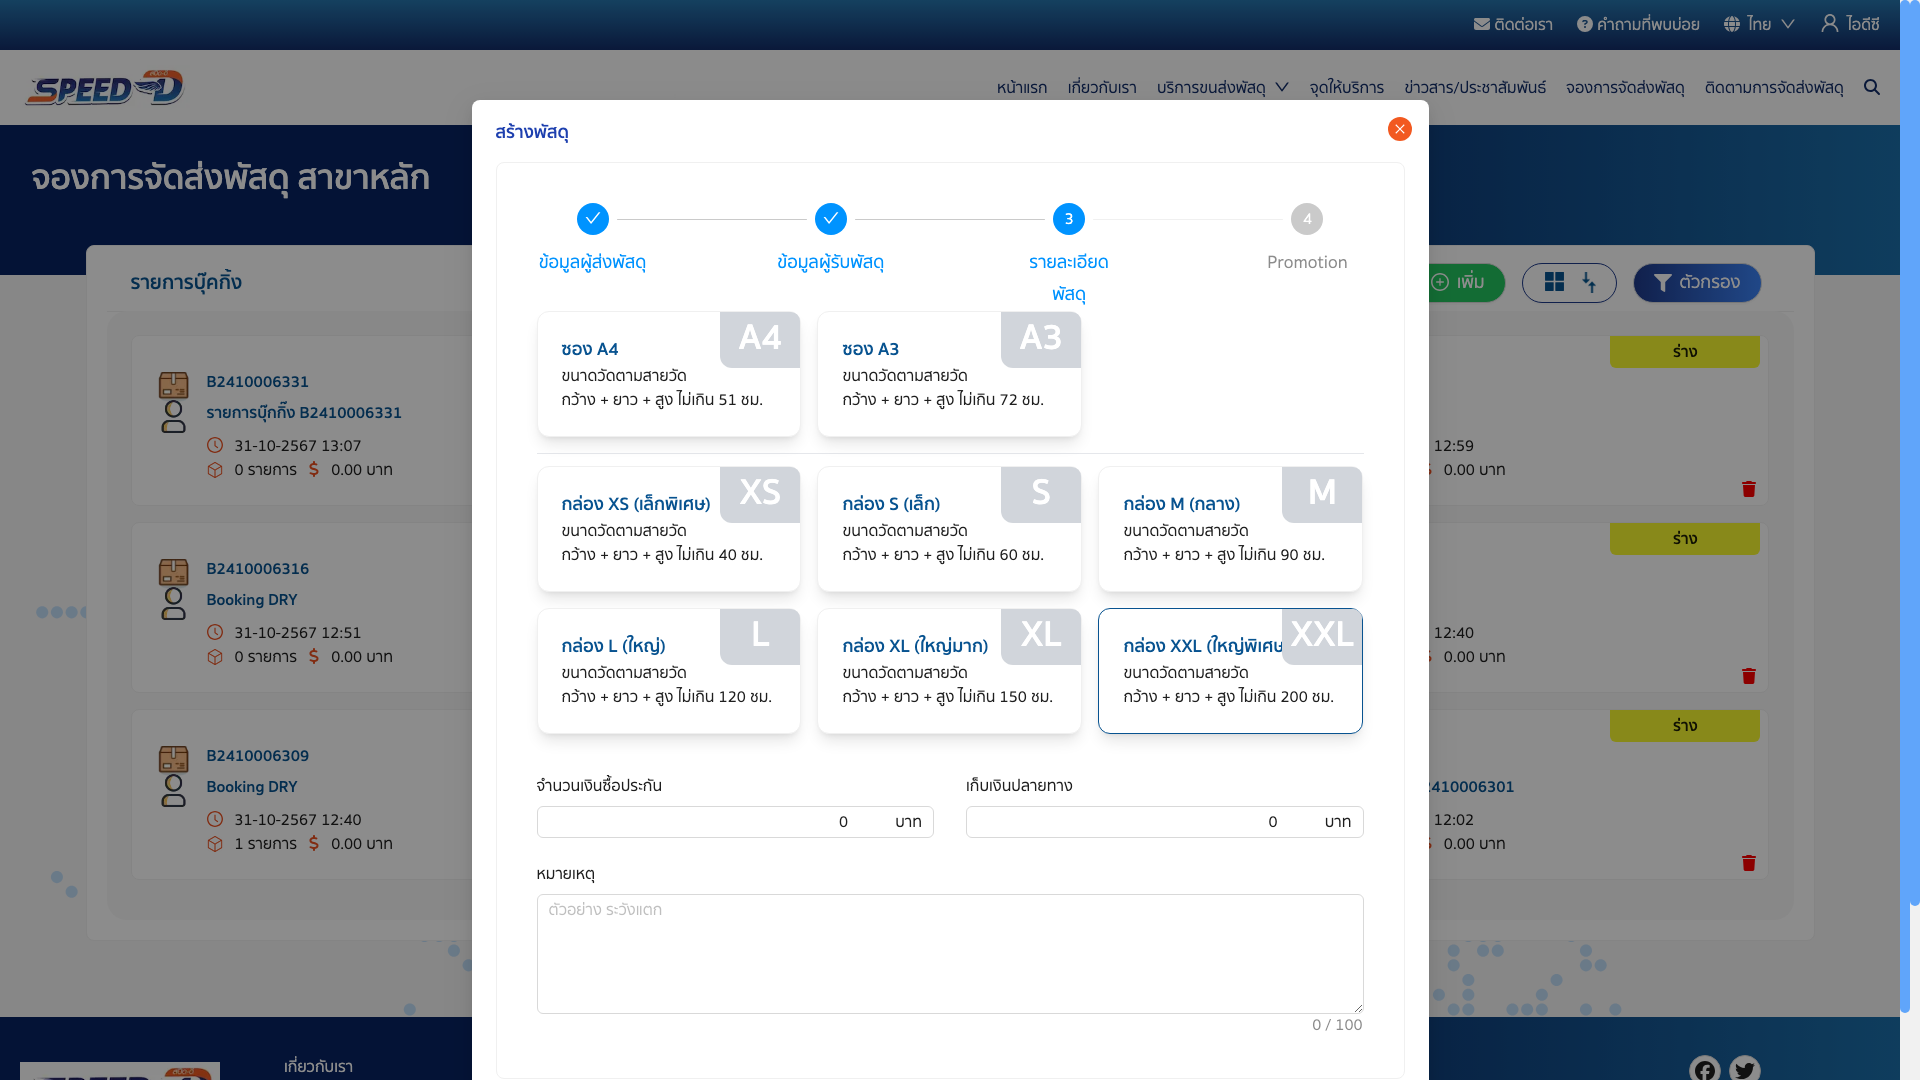 ติดต่อเรา
คำถามที่พบบ่อย
ไทย
ไอดีซี
SPEED-D
หน้าแรก
เกี่ยวกับเรา
บริการขนส่งพัสดุ
จุดให้บริการ
ข่าวสาร/ประชาสัมพันธ์
จองการจัดส่งพัสดุ
ติดตามการจัดส่งพัสดุ
จองการจัดส่งพัสดุ สาขาหลัก
รายการบุ๊คกิ้ง
เพิ่ม
ตัวกรอง
B2410006331
รายการบุ๊กกิ๊ง B2410006331
31-10-2567 13:07
0 รายการ $ 0.00 บาท
B2410006316
Booking DRY
31-10-2567 12:51
0 รายการ $ 0.00 บาท
B2410006309
Booking DRY
31-10-2567 12:40
1 รายการ $ 0.00 บาท
สร้างพัสดุ
ข้อมูลผู้ส่งพัสดุ
ข้อมูลผู้รับพัสดุ
3
รายละเอียด
พัสดุ
4
Promotion
A4
ซอง A4
ขนาดวัดตามสายวัด
กว้าง + ยาว + สูง ไม่เกิน 51 ซม.
A3
ซอง A3
ขนาดวัดตามสายวัด
กว้าง + ยาว + สูง ไม่เกิน 72 ซม.
XS
กล่อง XS (เล็กพิเศษ)
ขนาดวัดตามสายวัด
กว้าง + ยาว + สูง ไม่เกิน 40 ซม.
S
กล่อง S (เล็ก)
ขนาดวัดตามสายวัด
กว้าง + ยาว + สูง ไม่เกิน 60 ซม.
M
กล่อง M (กลาง)
ขนาดวัดตามสายวัด
กว้าง + ยาว + สูง ไม่เกิน 90 ซม.
L
กล่อง L (ใหญ่)
ขนาดวัดตามสายวัด
กว้าง + ยาว + สูง ไม่เกิน 120 ซม.
XL
กล่อง XL (ใหญ่มาก)
ขนาดวัดตามสายวัด
กว้าง + ยาว + สูง ไม่เกิน 150 ซม.
XXL
กล่อง XXL (ใหญ่พิเศษ
ขนาดวัดตามสายวัด
กว้าง + ยาว + สูง ไม่เกิน 200 ซม.
จำนวนเงินซื้อประกัน
0 บาท
เก็บเงินปลายทาง
0 บาท
หมายเหตุ
ตัวอย่าง ระวังแตก
0 / 100
ร่าง
12:59
0.00 บาท
ร่าง
12:40
0.00 บาท
ร่าง
2410006301
12:02
0.00 บาท
เกี่ยวกับเรา